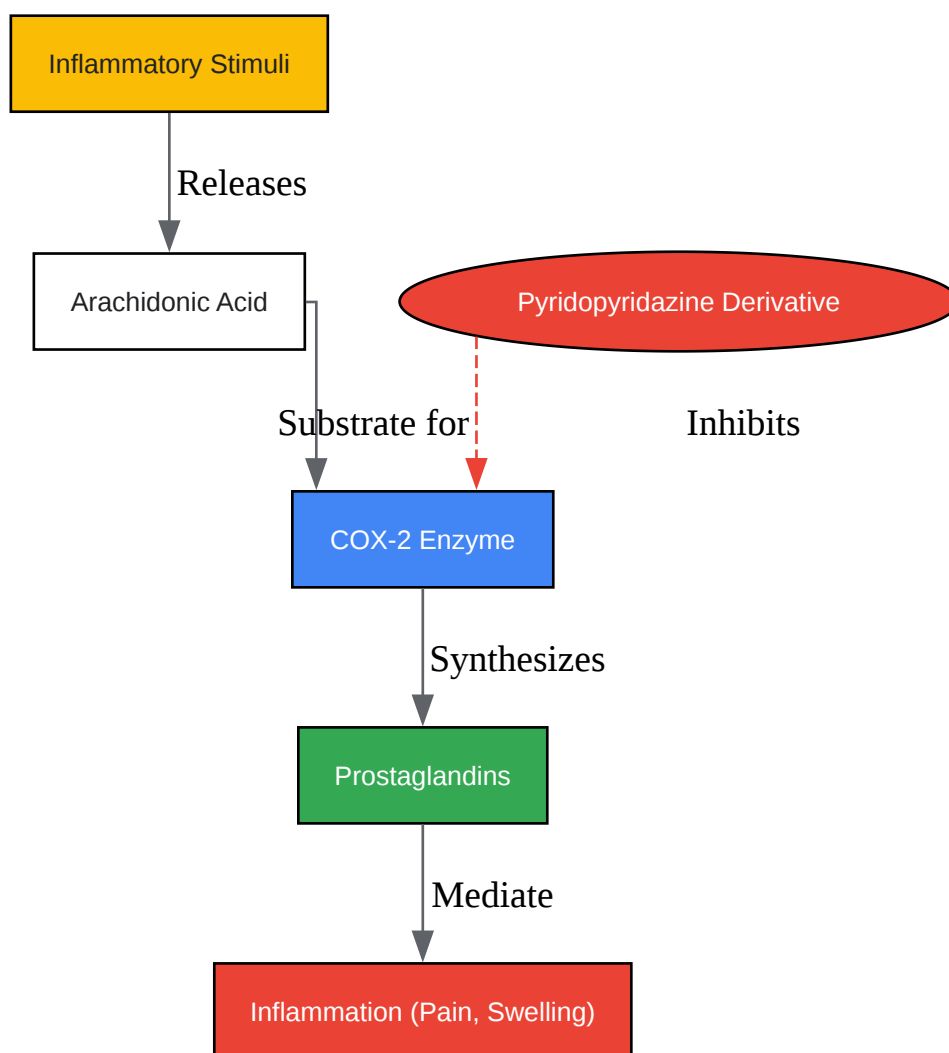 Inflammatory Stimuli
Releases
Arachidonic Acid
Pyridopyridazine Derivative
Substrate for
Inhibits
COX-2 Enzyme
Synthesizes
Prostaglandins
Mediate
Inflammation (Pain, Swelling)